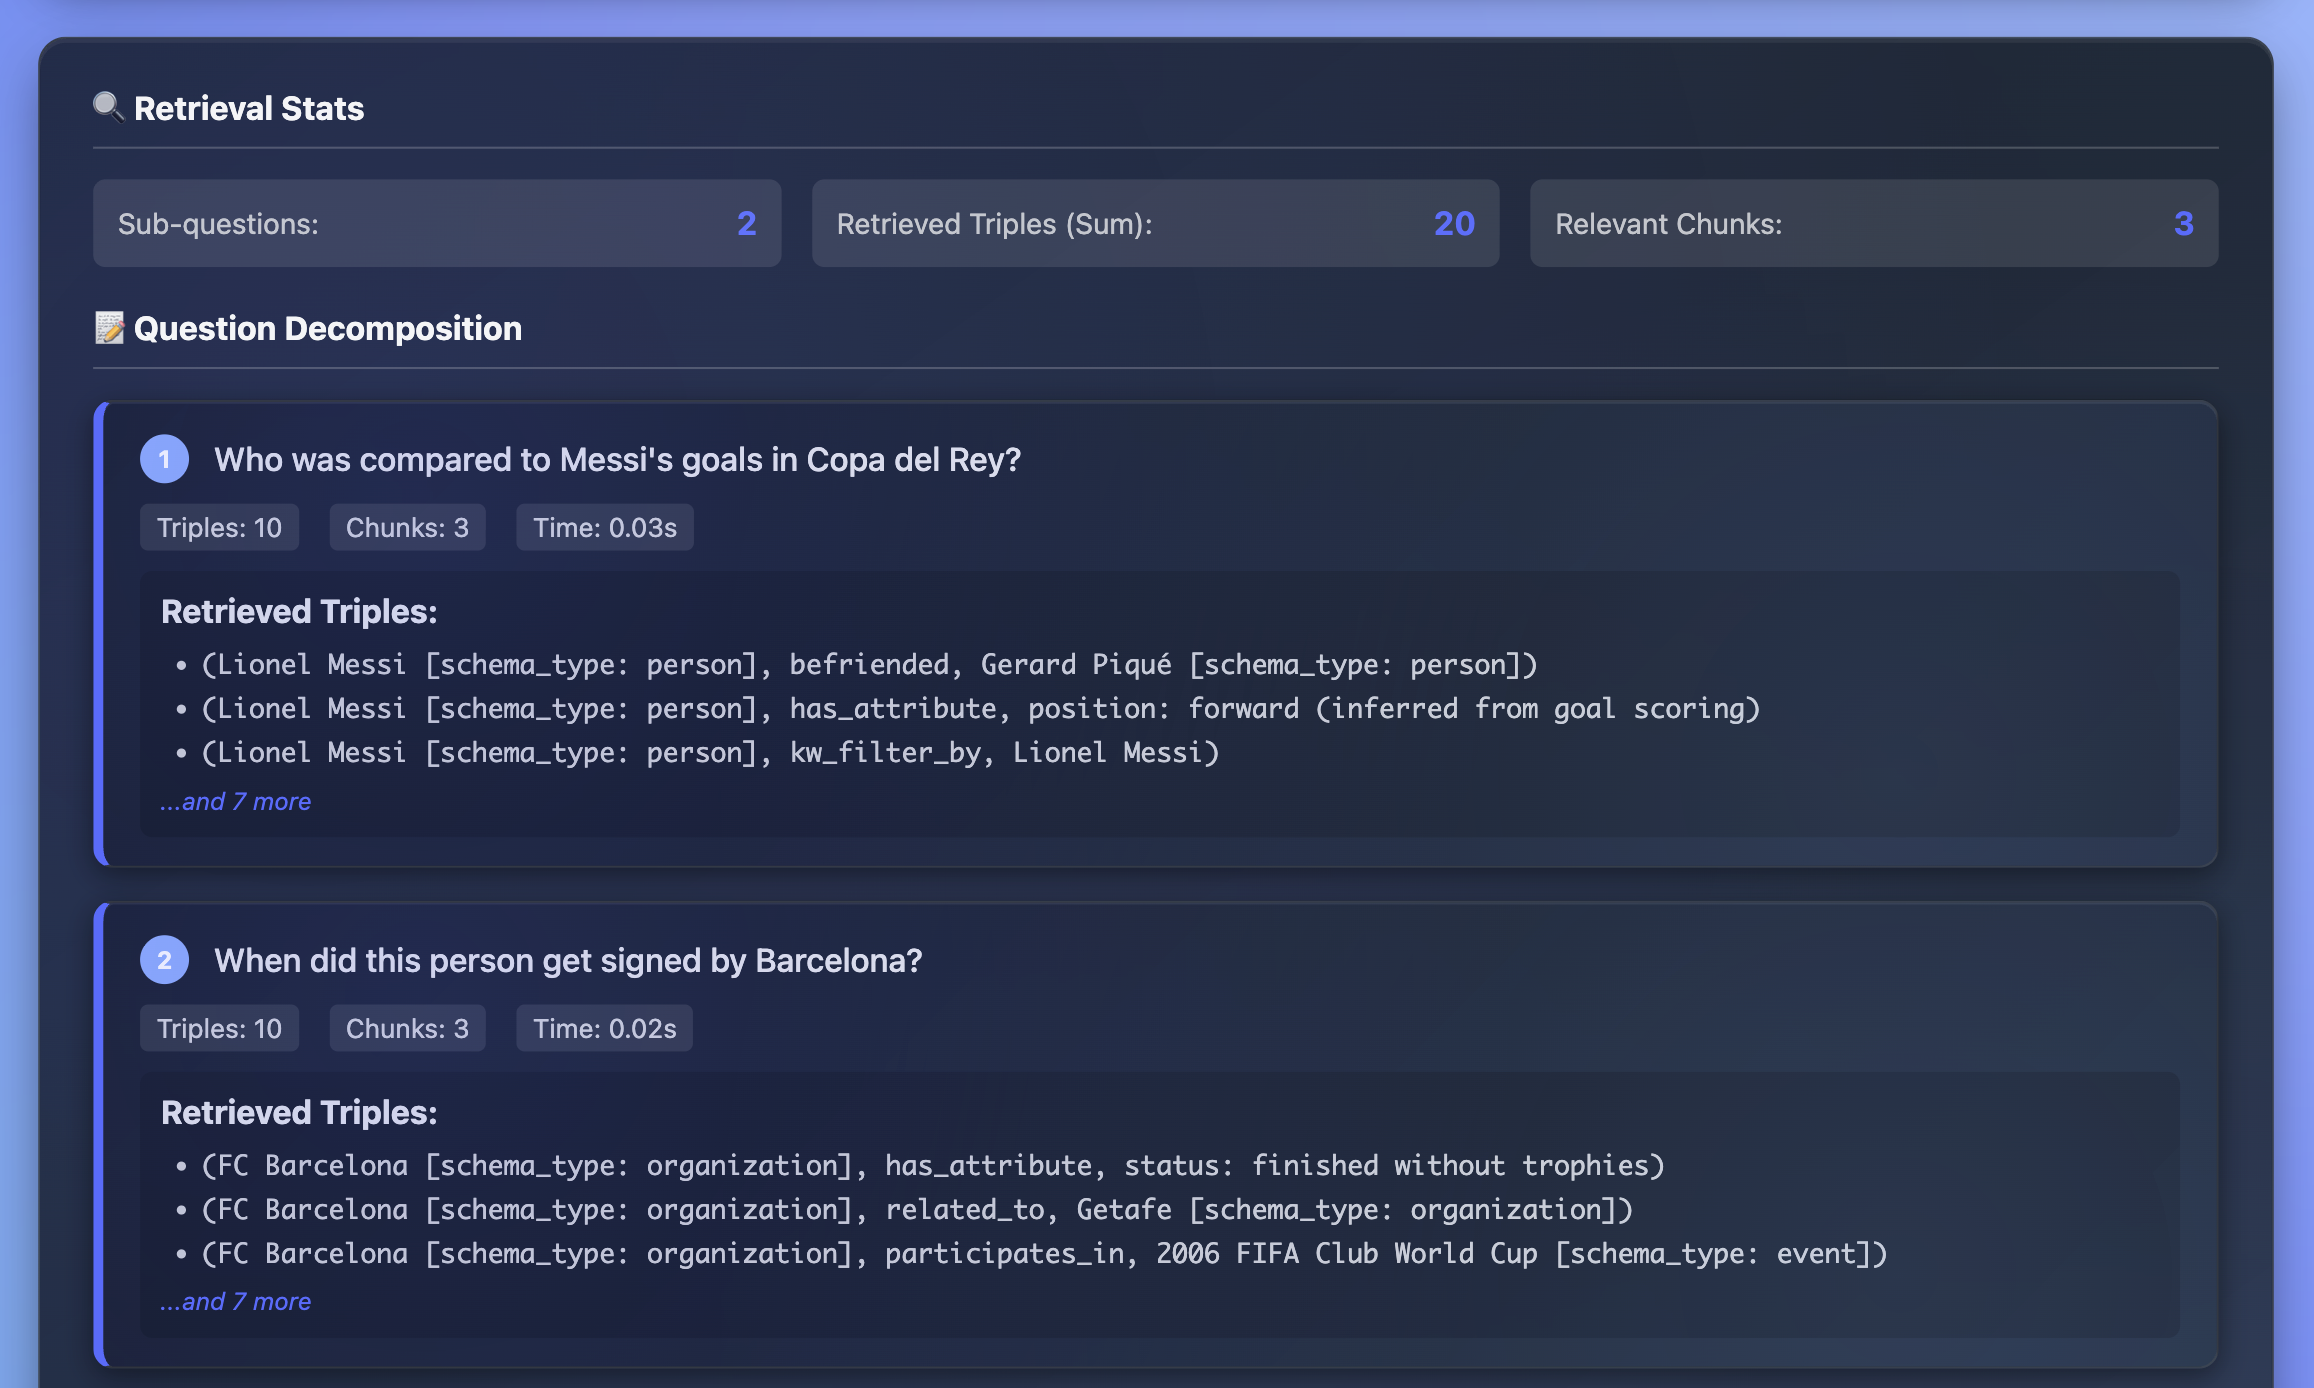 🔍 Retrieval Stats
Sub-questions: 2
Retrieved Triples (Sum): 20
Relevant Chunks: 3
📝 Question Decomposition
1 Who was compared to Messi's goals in Copa del Rey?
Triples: 10 Chunks: 3 Time: 0.03s
Retrieved Triples:
• (Lionel Messi [schema_type: person], befriended, Gerard Piqué [schema_type: person])
• (Lionel Messi [schema_type: person], has_attribute, position: forward (inferred from goal scoring)
• (Lionel Messi [schema_type: person], kw_filter_by, Lionel Messi)
...and 7 more
2 When did this person get signed by Barcelona?
Triples: 10 Chunks: 3 Time: 0.02s
Retrieved Triples:
• (FC Barcelona [schema_type: organization], has_attribute, status: finished without trophies)
• (FC Barcelona [schema_type: organization], related_to, Getafe [schema_type: organization])
• (FC Barcelona [schema_type: organization], participates_in, 2006 FIFA Club World Cup [schema_type: event])
...and 7 more